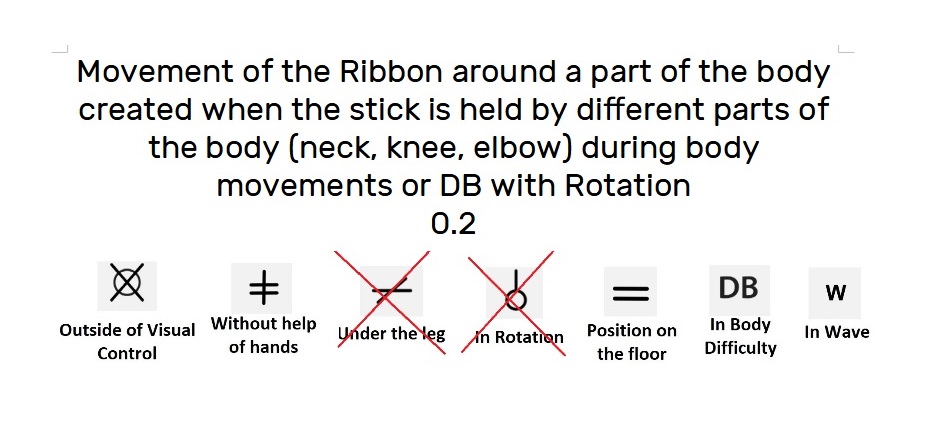 Movement of the Ribbon around a part of the body
created when the stick is held by different parts of
the body (neck, knee, elbow) during body
movements or DB with Rotation
0.2
DB
W
Outside of Visual
Control
Without help
of hands
Under the leg
In Rotation
Position on
the floor
In Body
Difficulty
In Wave